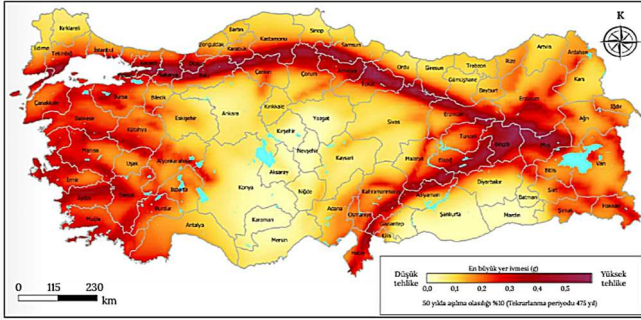 K
Kırklareli
Edirne
Tekirdağ
İstanbul
Zonguldak
Bartın
Karabük
Kastamonu
Sinop
Samsun
Ordu
Giresun
Trabzon
Rize
Artvin
Ardahan
Kars
Gümüşhane
Bayburt
Erzurum
Iğdır
Ağrı
Çankırı
Çorum
Çanakkale
Bursa
Bilecik
Balıkesir
Kütahya
Eskişehir
Ankara
Kırıkkale
Kırşehir
Yozgat
Sivas
Erzincan
Tunceli
Bingöl
Muş
Van
Bitlis
Manisa
Uşak
Afyonkarahisar
İzmir
Aydın
Denizli
Isparta
Burdur
Muğla
Antalya
Konya
Aksaray
Nevşehir
Niğde
Kayseri
Malatya
Elazığ
Diyarbakır
Batman
Siirt
Şırnak
Hakkari
Kahramanmaraş
Adıyaman
Şanlıurfa
Mardin
Gaziantep
Kilis
Osmaniye
Adana
Hatay
Karaman
Mersin
En büyük yer ivmesi (g)
Düşük tehlike
Yüksek tehlike
0,0 0,1 0,2 0,3 0,4 0,5
50 yılda aşılma olasılığı %10 (Tekrarlanma periyodu 475 yıl)
0 115 230
km